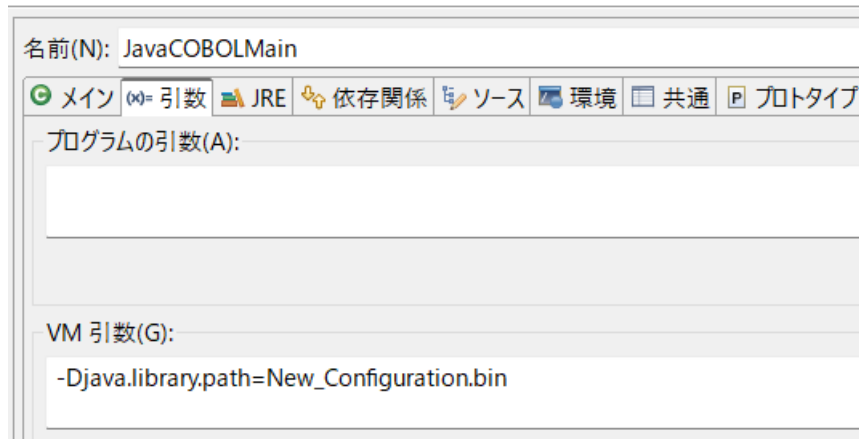 名前(N): JavaCOBOLMain
メイン (x)= 引数 JRE 依存関係 ソース 環境 共通 P プロトタイプ
プログラムの引数(A):
VM 引数(G):
-Djava.library.path=New_Configuration.bin